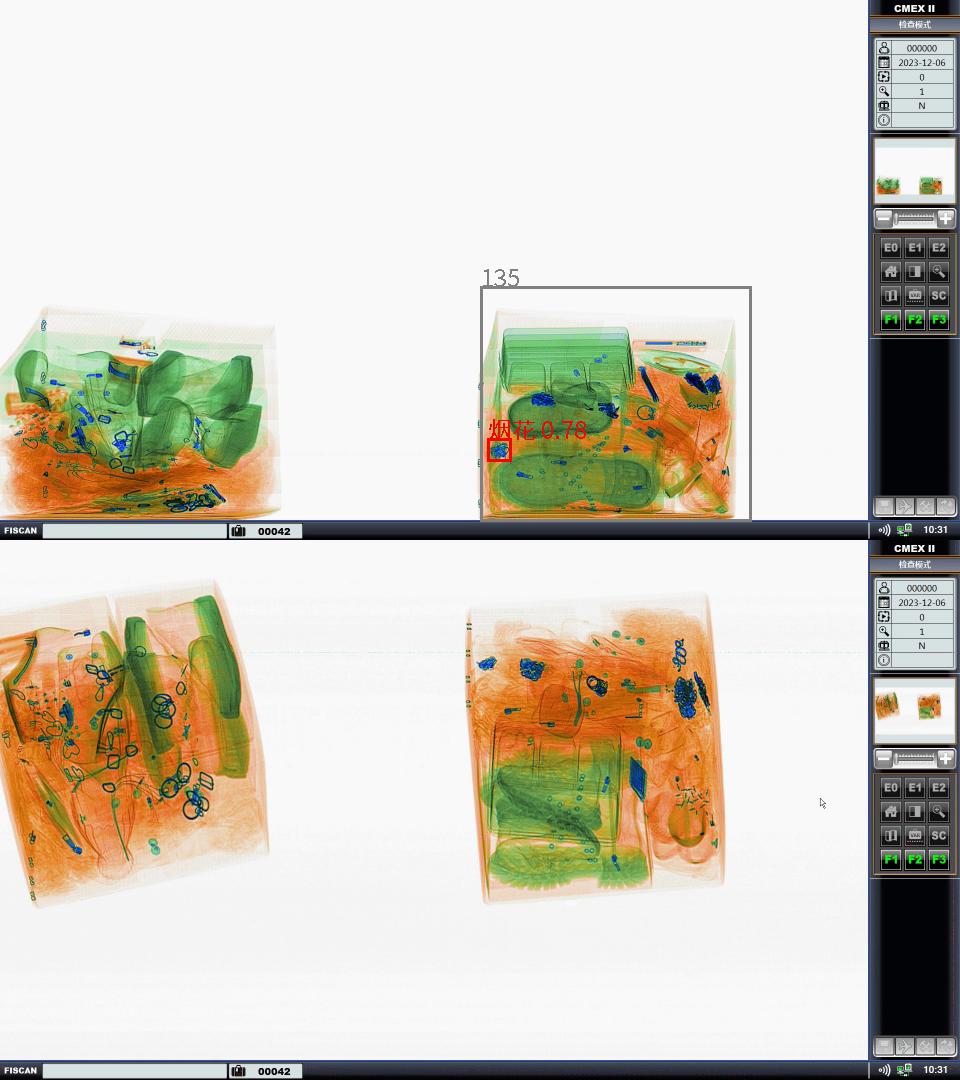 CMEX II
检查模式
000000
2023-12-06
0
1
N
E0 E1 E2
SC
F1 F2 F3
135
烟花 0.78
FISCAN
00042
10:31
CMEX II
检查模式
000000
2023-12-06
0
1
N
E0 E1 E2
SC
F1 F2 F3
FISCAN
00042
10:31